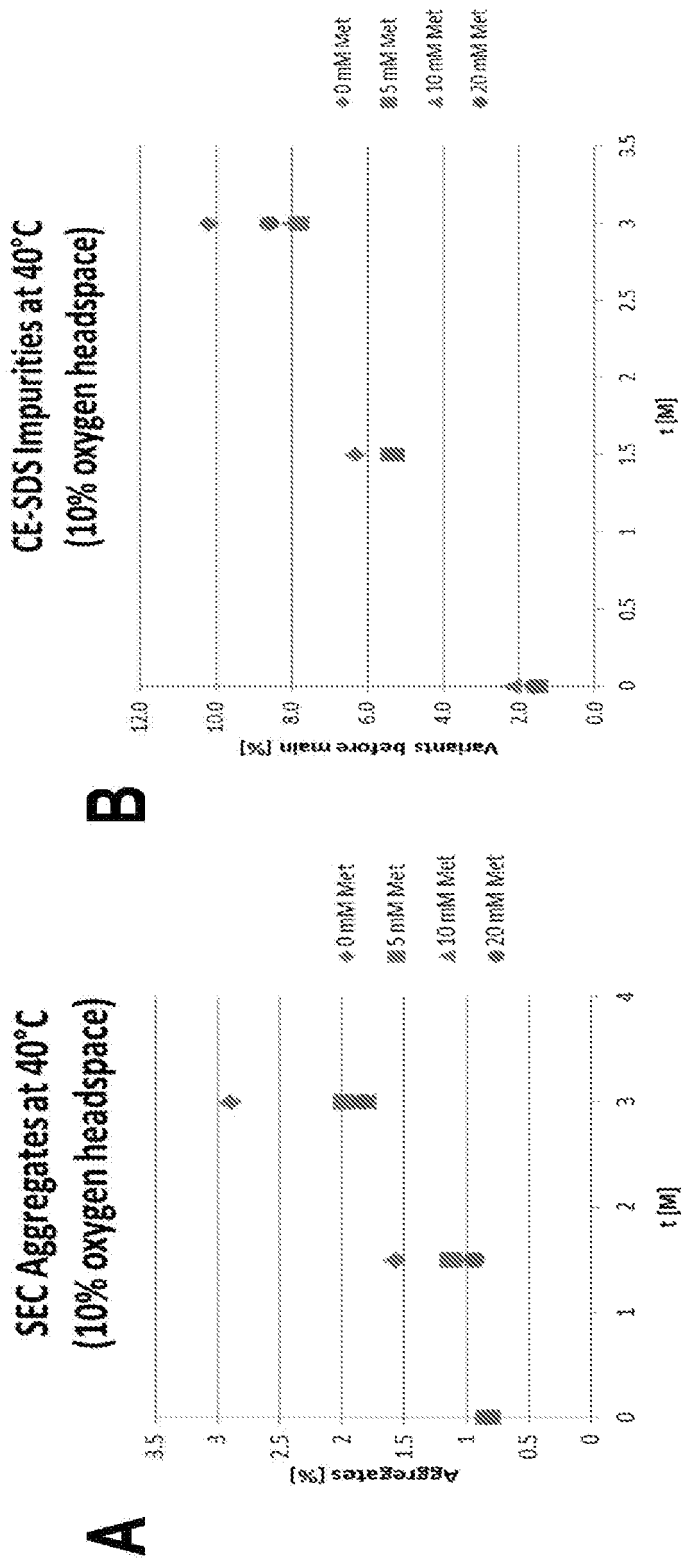 A
SEC Aggregates at 40°C
(10% oxygen headspace)
Aggregates [%]
3.5
3
2.5
2
1.5
1
0.5
0
0
1
2
3
4
t [M]
0 mM Met
5 mM Met
10 mM Met
20 mM Met
B
CE-SDS Impurities at 40°C
(10% oxygen headspace)
Variants before main [%]
12.0
10.0
8.0
6.0
4.0
2.0
0.0
0
0.5
1
1.5
2
2.5
3
3.5
t [M]
0 mM Met
5 mM Met
10 mM Met
20 mM Met